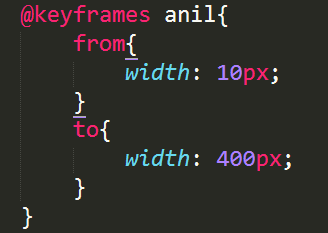 @keyframes anil{
from{
width: 10px;
}
to{
width: 400px;
}
}